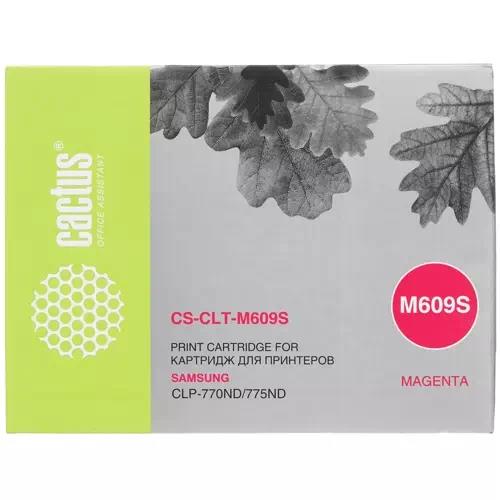 cactus®
OFFICE ASSISTANT
CS-CLT-M609S
PRINT CARTRIDGE FOR
КАРТРИДЖ ДЛЯ ПРИНТЕРОВ
SAMSUNG
CLP-770ND/775ND
M609S
MAGENTA